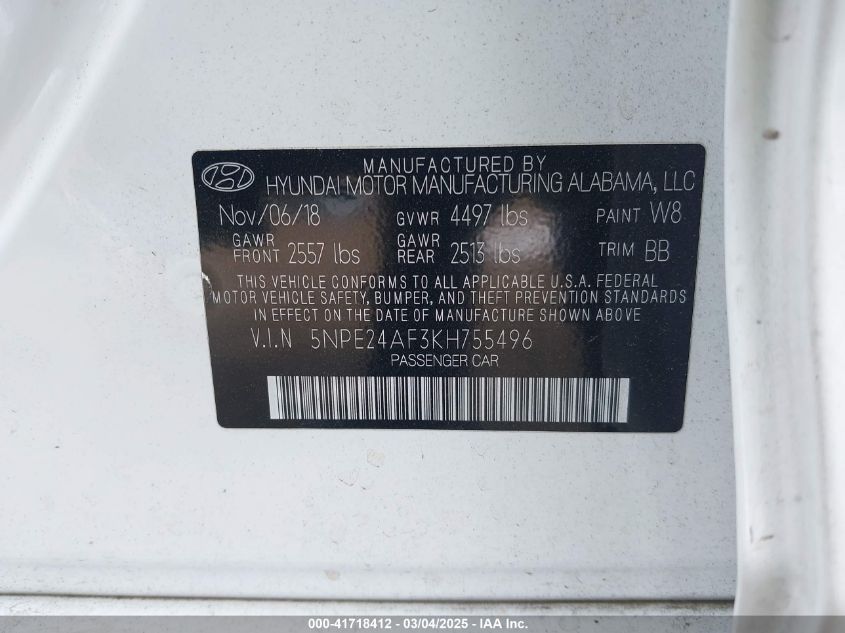 MANUFACTURED BY
HYUNDAI MOTOR MANUFACTURING ALABAMA, LLC
Nov/06/18 GVWR 4497 lbs PAINT W8
GAWR FRONT 2557 lbs GAWR REAR 2513 lbs TRIM BB
THIS VEHICLE CONFORMS TO ALL APPLICABLE U.S.A. FEDERAL
MOTOR VEHICLE SAFETY, BUMPER, AND THEFT PREVENTION STANDARDS
IN EFFECT ON THE DATE OF MANUFACTURE SHOWN ABOVE
V.I.N 5NPE24AF3KH755496
PASSENGER CAR
000-41718412 - 03/04/2025 - IAA Inc.